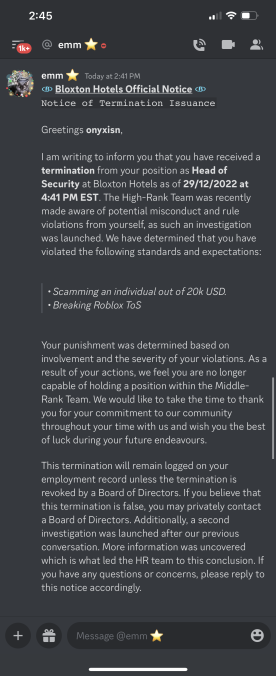 2:45
1k+
@ emm ⭐
emm ⭐ Today at 2:41 PM
Bloxton Hotels Official Notice
Notice of Termination Issuance
Greetings onyxisn,
I am writing to inform you that you have received a
termination from your position as Head of
Security at Bloxton Hotels as of 29/12/2022 at
4:41 PM EST. The High-Rank Team was recently
made aware of potential misconduct and rule
violations from yourself, as such an investigation
was launched. We have determined that you have
violated the following standards and expectations:
• Scamming an individual out of 20k USD.
• Breaking Roblox ToS
Your punishment was determined based on
involvement and the severity of your violations. As a
result of your actions, we feel you are no longer
capable of holding a position within the Middle-
Rank Team. We would like to take the time to thank
you for your commitment to our community
throughout your time with us and wish you the best
of luck during your future endeavours.
This termination will remain logged on your
employment record unless the termination is
revoked by a Board of Directors. If you believe that
this termination is false, you may privately contact
a Board of Directors. Additionally, a second
investigation was launched after our previous
conversation. More information was uncovered
which is what led the HR team to this conclusion. If
you have any questions or concerns, please reply to
this notice accordingly.
Message @emm ⭐